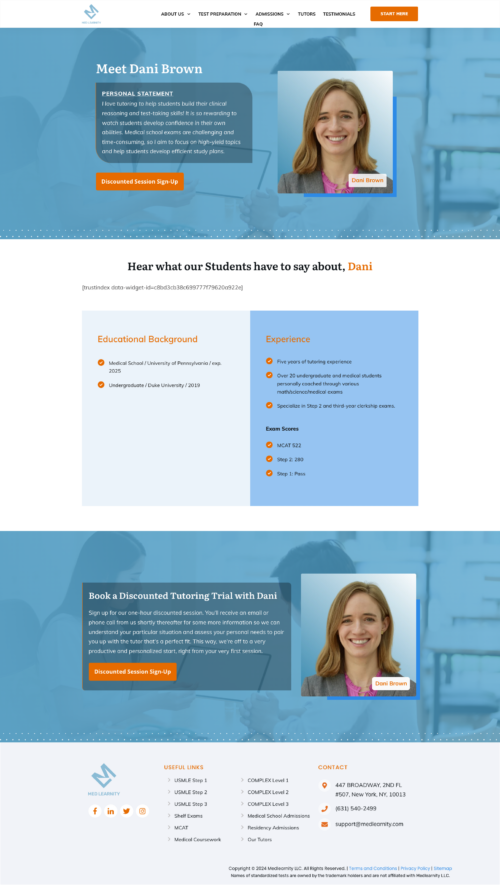 ABOUT US
TEST PREPARATION
ADMISSIONS
TUTORS
TESTIMONIALS
FAQ
START HERE
MED LEARNITY
Meet Dani Brown
PERSONAL STATEMENT
I love tutoring to help students build their clinical
reasoning and test-taking skills! It is so rewarding to
watch students develop confidence in their own
abilities. Medical school exams are challenging and
time-consuming, so I aim to focus on high-yield topics
and help students develop efficient study plans.
Discounted Session Sign-Up
Dani Brown
Hear what our Students have to say about, Dani
Educational Background
Medical School / University of Pennsylvania / exp.
2025
Undergraduate / Duke University / 2019
Experience
Five years of tutoring experience
Over 20 undergraduate and medical students
personally coached through various
math/science/medical exams
Specialize in Step 2 and third-year clerkship exams.
Exam Scores
MCAT 522
Step 2: 280
Step 1: Pass
Book a Discounted Tutoring Trial with Dani
Sign up for our one-hour discounted session. You'll receive an email or
phone call from us shortly thereafter for some more information so we can
understand your particular situation and assess your personal needs to pair
you up with the tutor that's a perfect fit. This way, we're off to a very
productive and personalized start, right from your very first session.
Discounted Session Sign-Up
Dani Brown
MED LEARNITY
USEFUL LINKS
USMLE Step 1
USMLE Step 2
USMLE Step 3
Shelf Exams
MCAT
Medical Coursework
COMPLEX Level 1
COMPLEX Level 2
COMPLEX Level 3
Medical School Admissions
Residency Admissions
Our Tutors
CONTACT
447 BROADWAY, 2ND FL
#507, New York, NY, 10013
(631) 540-2499
support@medlearnity.com
Copyright © 2024 Medlearnity LLC. All Rights Reserved. | Terms and Conditions | Privacy Policy | Sitemap
Names of standardized tests are owned by the trademark holders and are not affiliated with Medlearnity LLC.